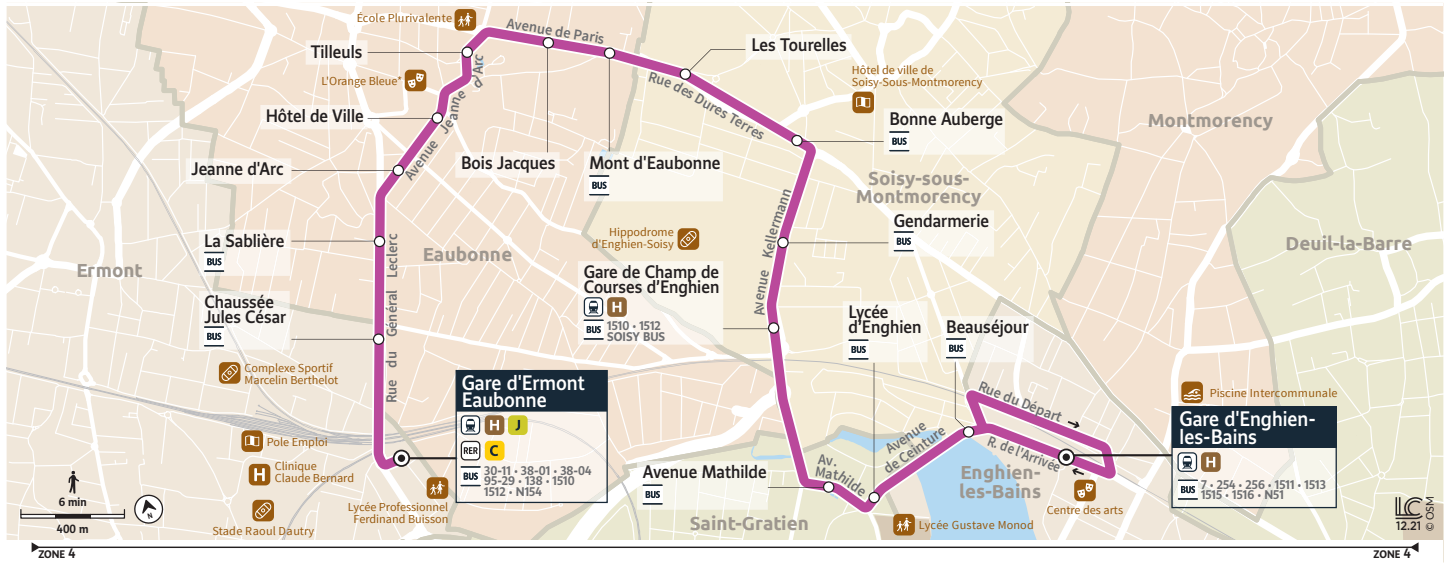 École Plurivalente
Avenue de Paris
Tilleuls
L'Orange Bleue*
Hôtel de Ville
Avenue Jeanne d'Arc
Jeanne d'Arc
Bois Jacques
Mont d'Eaubonne
BUS
Les Tourelles
Rue des Dures Terres
Hôtel de ville de
Soisy-Sous-Montmorency
Bonne Auberge
BUS
Montmorency
Soisy-sous-
Montmorency
Gendarmerie
BUS
Deuil-la-Barre
La Sablière
BUS
Ermont
Eaubonne
Chaussée
Jules César
BUS
Rue du Général Leclerc
Hippodrome
d'Enghien-Soisy
Gare de Champ de
Courses d'Enghien
H
BUS 1510 • 1512
SOISY BUS
Avenue Kellermann
Lycée
d'Enghien
BUS
Beauséjour
BUS
Complexe Sportif
Marcelin Berthelot
Gare d'Ermont
Eaubonne
H J
RER C
BUS 30-11 • 38-01 • 38-04
95-29 • 138 • 1510
1512 • N154
Pole Emploi
H Clinique
Claude Bernard
Stade Raoul Dautry
Lycée Professionnel
Ferdinand Buisson
Avenue Mathilde
BUS
Av.
Mathilde
Avenue
de Ceinture
Rue du Départ
R. de l'Arrivée
Enghien-
les-Bains
Piscine Intercommunale
Gare d'Enghien-
les-Bains
H
BUS 7 • 254 • 256 • 1511 • 1513
1515 • 1516 • N51
Centre des arts
Saint-Gratien
Lycée Gustave Monod
6 min
400 m
N
LC
12.21 © OSM
ZONE 4
ZONE 4